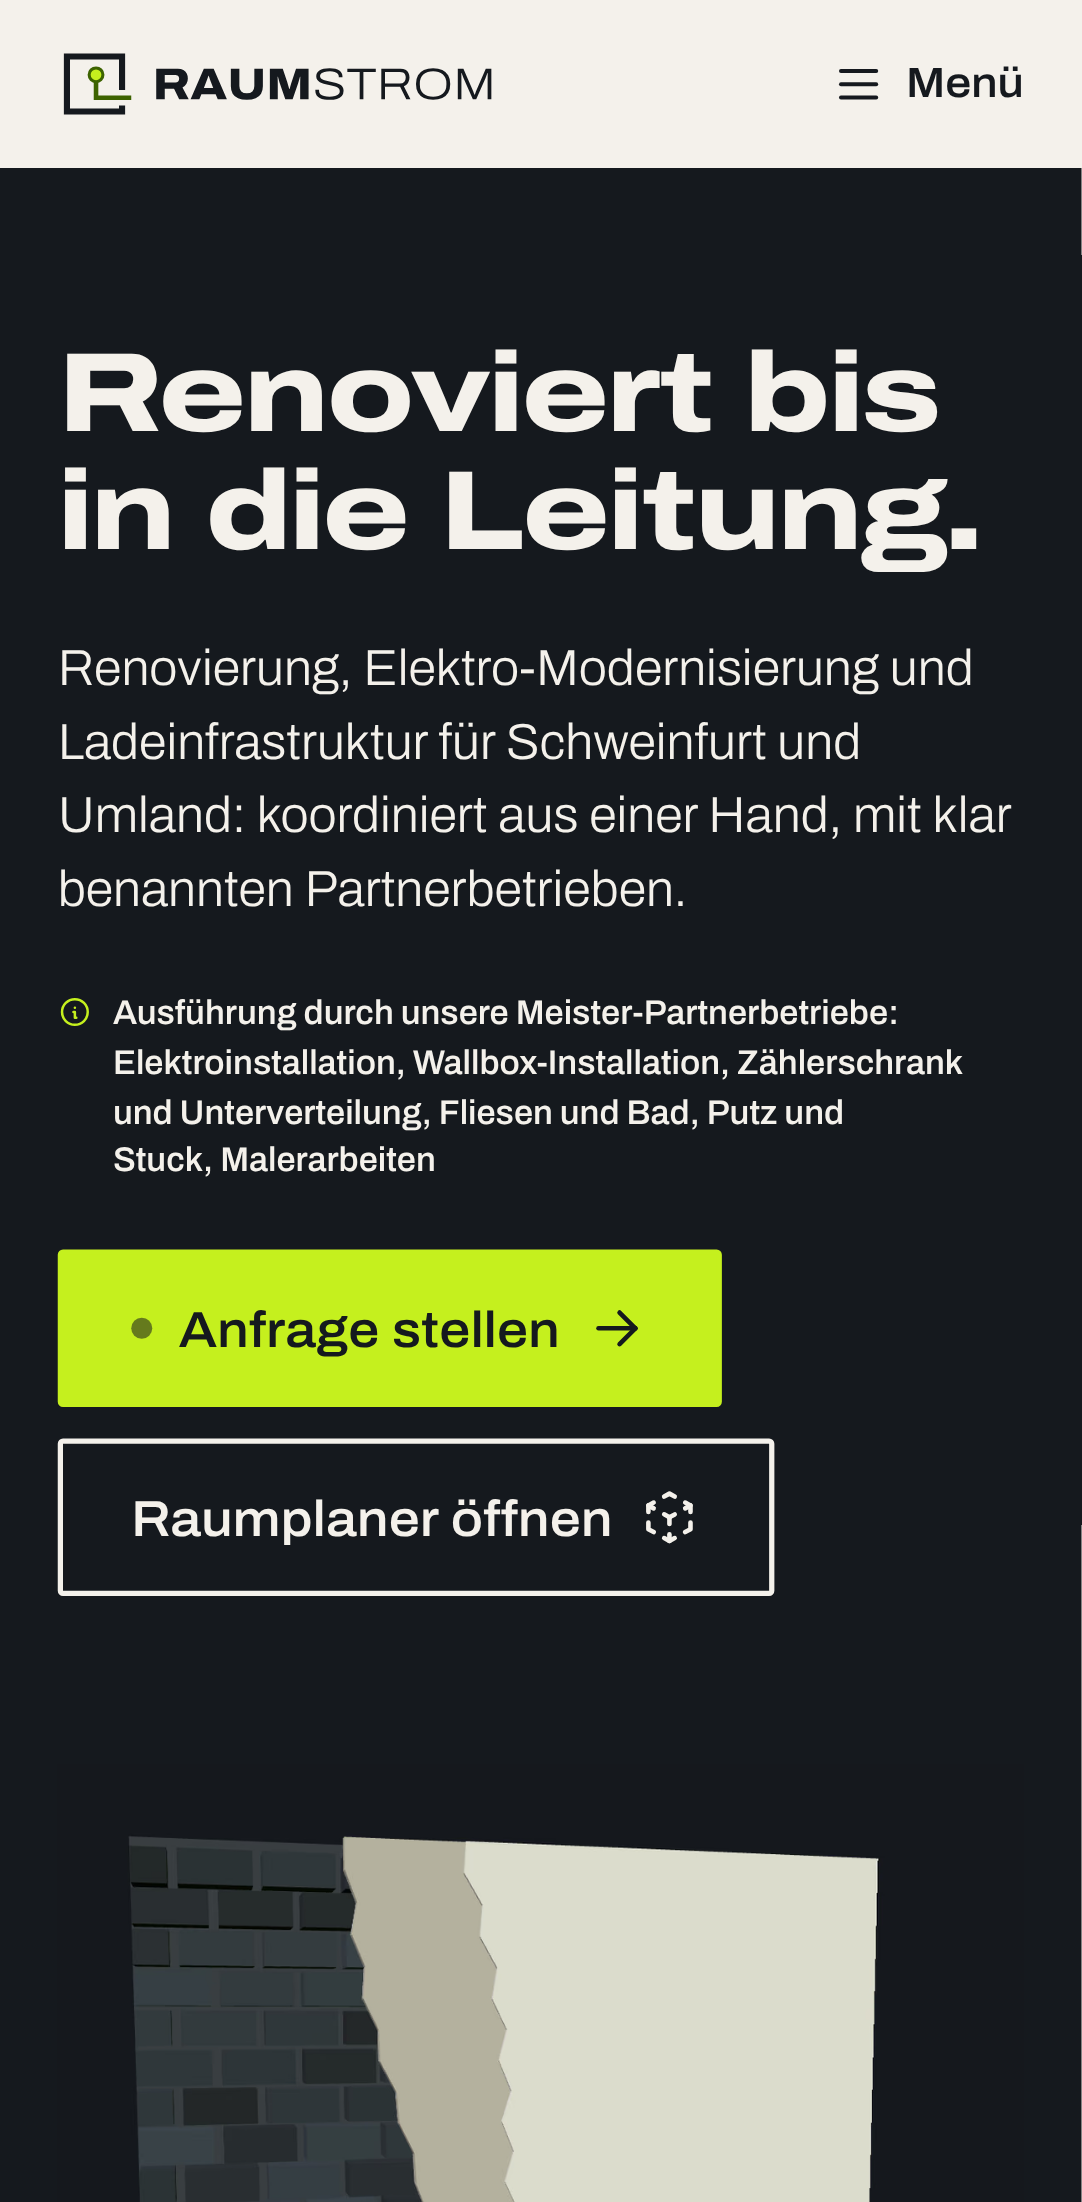 RAUMSTROM
Menü
Renoviert bis
in die Leitung.
Renovierung, Elektro-Modernisierung und
Ladeinfrastruktur für Schweinfurt und
Umland: koordiniert aus einer Hand, mit klar
benannten Partnerbetrieben.
Ausführung durch unsere Meister-Partnerbetriebe:
Elektroinstallation, Wallbox-Installation, Zählerschrank
und Unterverteilung, Fliesen und Bad, Putz und
Stuck, Malerarbeiten
Anfrage stellen
Raumplaner öffnen